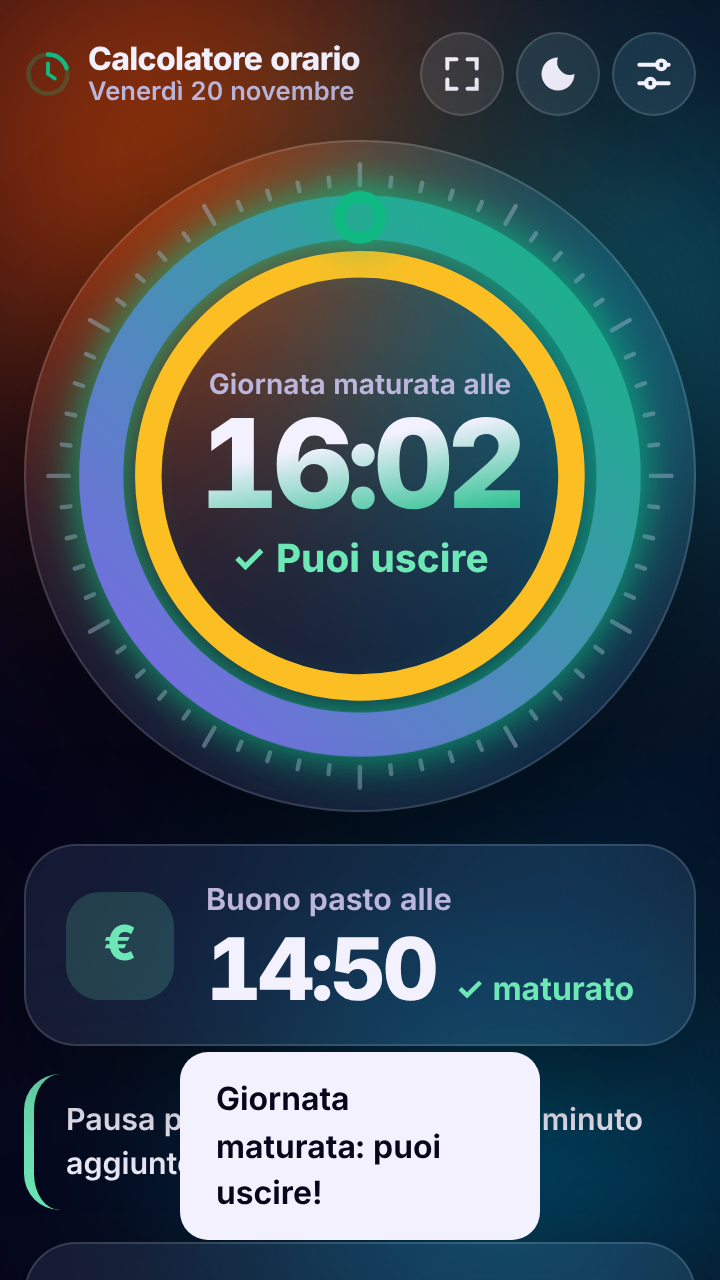 Calcolatore orario
Venerdì 20 novembre
Giornata maturata alle
16:02
✓ Puoi uscire
€
Buono pasto alle
14:50 ✓ maturato
Pausa minuto
Giornata
maturata: puoi
uscire!